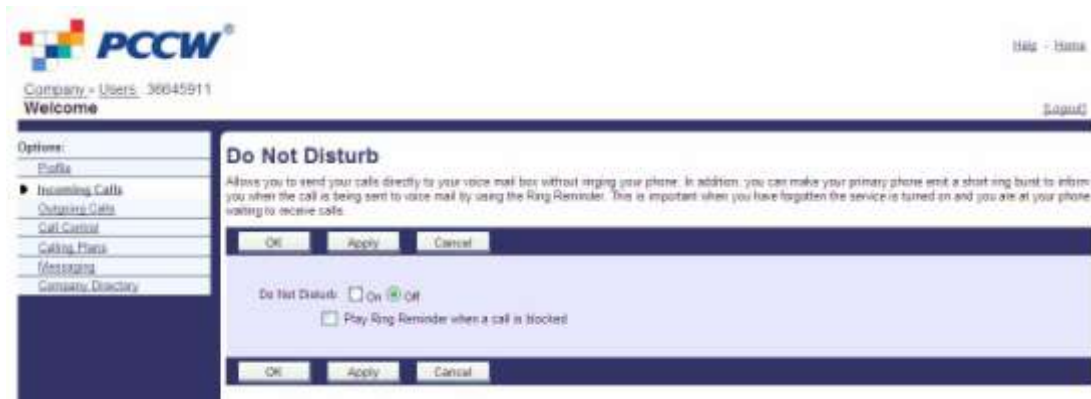 PCCW®
Help - Home
Company > Users: 36645911
Welcome
[Logout]
Options:
Profile
Incoming Calls
Outgoing Calls
Call Control
Calling Plans
Messaging
Company Directory
Do Not Disturb
Allows you to send your calls directly to your voice mail box without ringing your phone. In addition, you can make your primary phone emit a short ring burst to inform
you when the call is being sent to voice mail by using the Ring Reminder. This is important when you have forgotten the service is turned on and you are at your phone
waiting to receive calls.
OK Apply Cancel
Do Not Disturb: On Off
Play Ring Reminder when a call is blocked
OK Apply Cancel